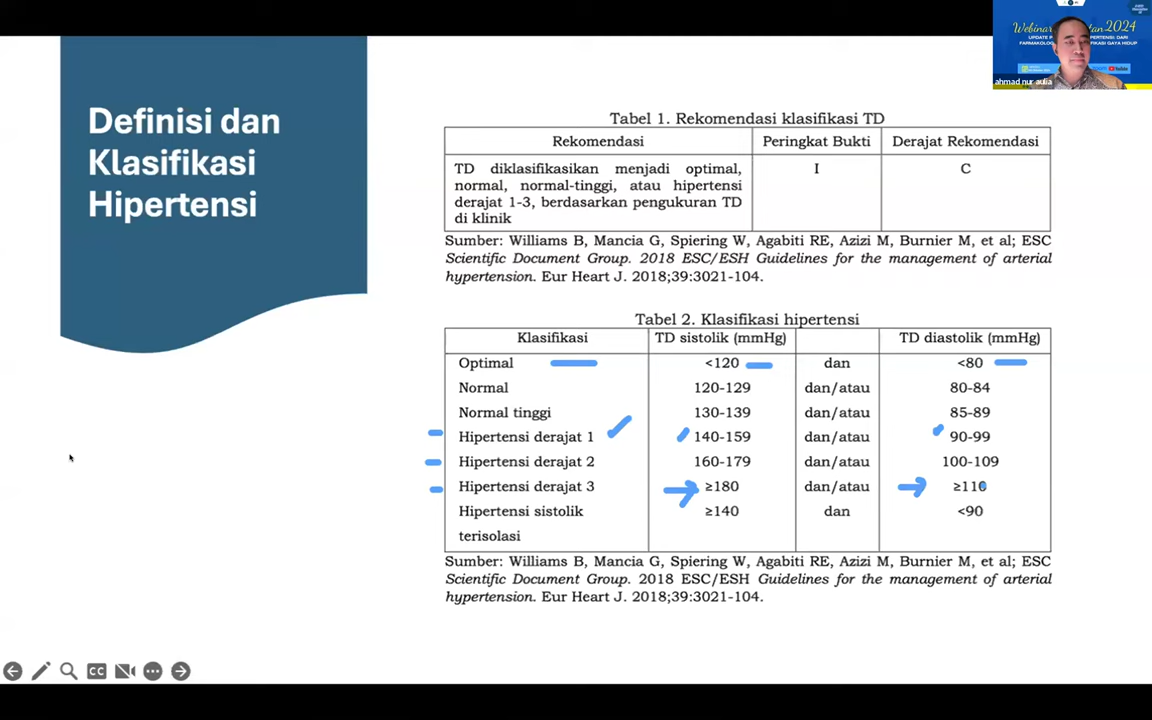 Webinar
2024
UPDATE
FARMAKOLO
ahmad nur aulia
Definisi dan
Klasifikasi
Hipertensi
Tabel 1. Rekomendasi klasifikasi TD
Rekomendasi Peringkat Bukti Derajat Rekomendasi
TD diklasifikasikan menjadi optimal, I C
normal, normal-tinggi, atau hipertensi
derajat 1-3, berdasarkan pengukuran TD
di klinik
Sumber: Williams B, Mancia G, Spiering W, Agabiti RE, Azizi M, Burnier M, et al; ESC
Scientific Document Group. 2018 ESC/ESH Guidelines for the management of arterial
hypertension. Eur Heart J. 2018;39:3021-104.
Tabel 2. Klasifikasi hipertensi
Klasifikasi TD sistolik (mmHg) TD diastolik (mmHg)
Optimal <120 dan <80
Normal 120-129 dan/atau 80-84
Normal tinggi 130-139 dan/atau 85-89
Hipertensi derajat 1 140-159 dan/atau 90-99
Hipertensi derajat 2 160-179 dan/atau 100-109
Hipertensi derajat 3 ≥180 dan/atau ≥110
Hipertensi sistolik ≥140 dan <90
terisolasi
Sumber: Williams B, Mancia G, Spiering W, Agabiti RE, Azizi M, Burnier M, et al; ESC
Scientific Document Group. 2018 ESC/ESH Guidelines for the management of arterial
hypertension. Eur Heart J. 2018;39:3021-104.
CC